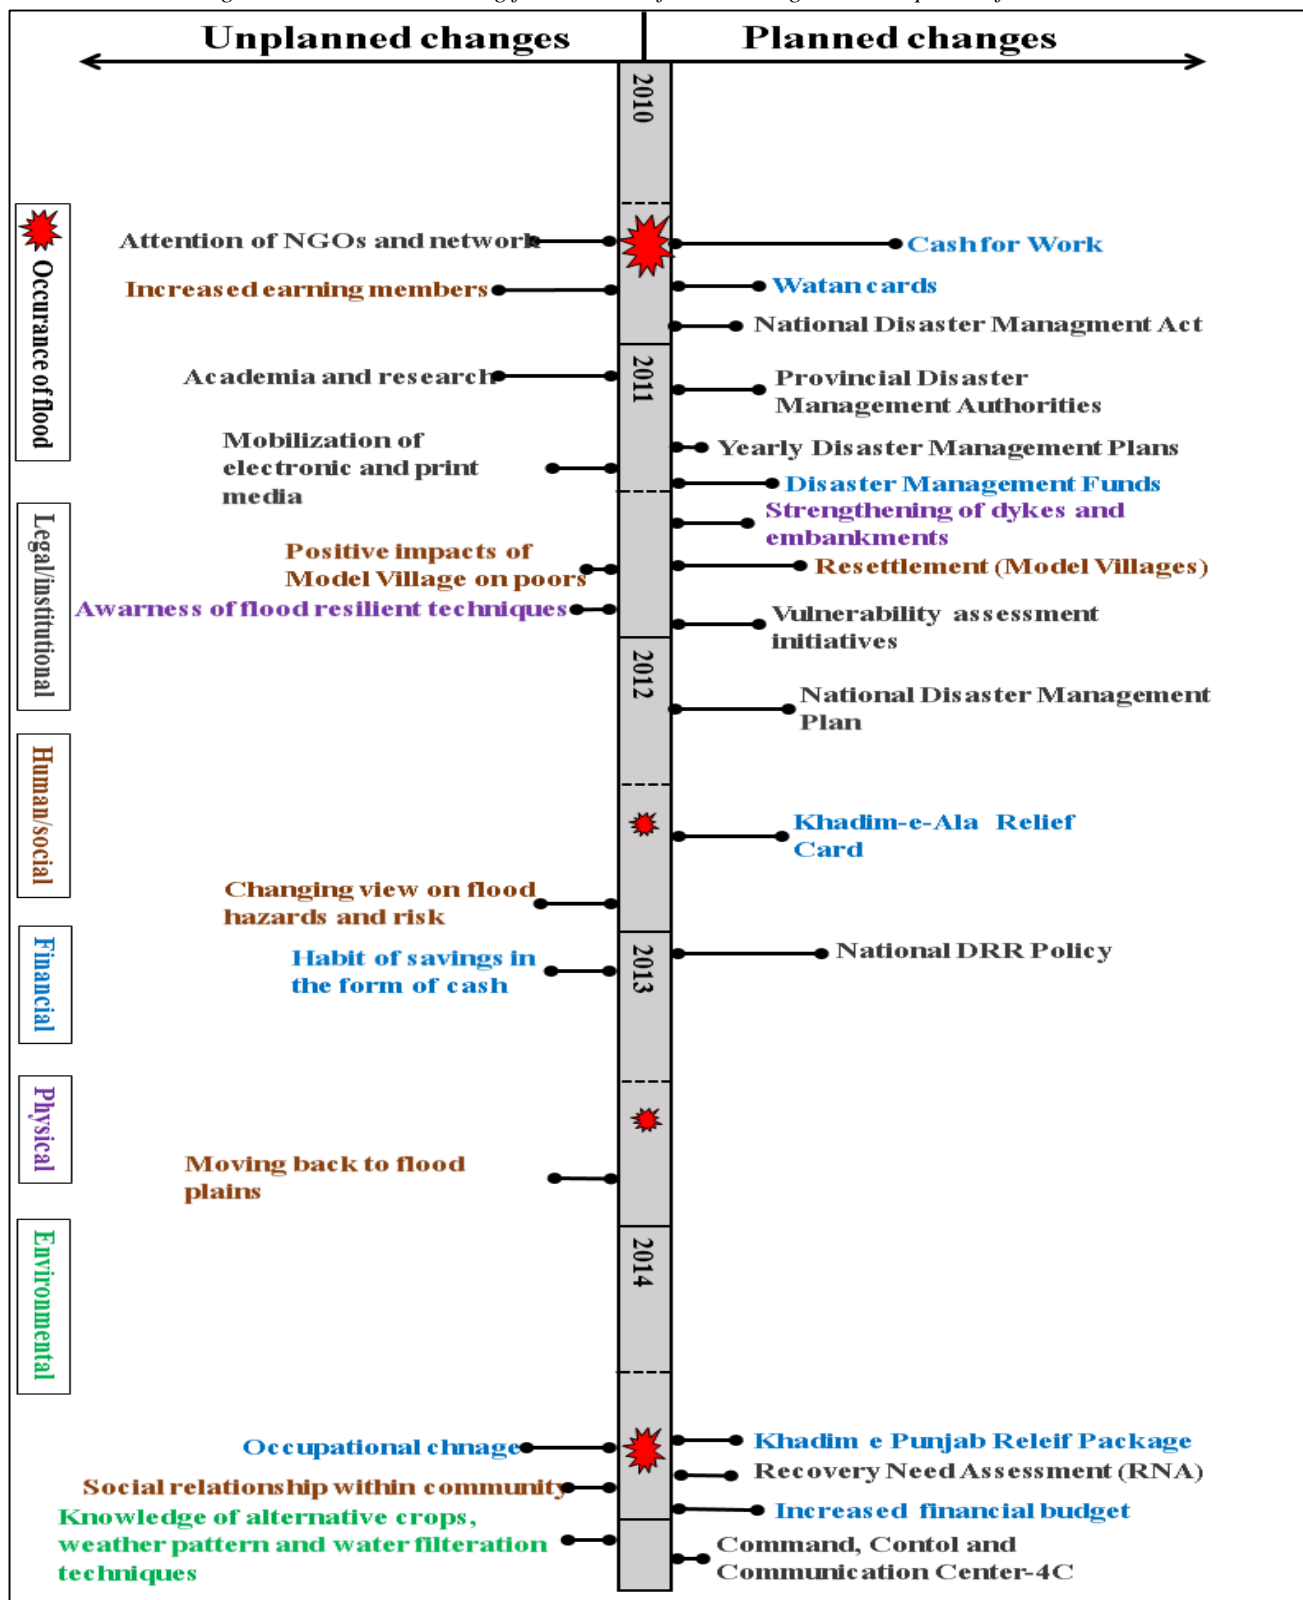 Unplanned changes
Planned changes
2010
Attention of NGOs and network
Cash for Work
Increased earning members
Watan cards
National Disaster Managment Act
Occurance of flood
2011
Academia and research
Provincial Disaster
Management Authorities
Mobilization of
electronic and print
media
Yearly Disaster Management Plans
Disaster Management Funds
Strengthening of dykes and
embankments
Legal/institutional
Positive impacts of
Model Village on poors
Resettlement (Model Villages)
Awarness of flood resilient techniques
Vulnerability assessment
initiatives
2012
National Disaster Management
Plan
Human/social
Khadim-e-Ala Relief
Card
Changing view on flood
hazards and risk
Financial
2013
National DRR Policy
Habit of savings in
the form of cash
Physical
Moving back to flood
plains
Environmental
2014
Occupational chnage
Khadim e Punjab Releif Package
Social relationship within community
Recovery Need Assessment (RNA)
Increased financial budget
Knowledge of alternative crops,
weather pattern and water filteration
techniques
Command, Contol and
Communication Center-4C